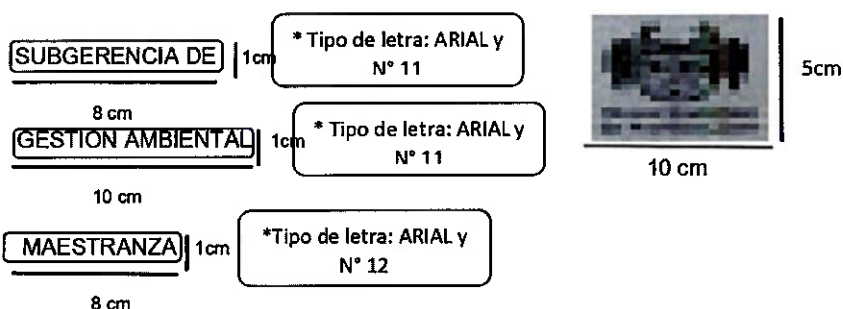 SUBGERENCIA DE
1cm
* Tipo de letra: ARIAL y
N° 11
8 cm
GESTION AMBIENTAL
1cm
* Tipo de letra: ARIAL y
N° 11
10 cm
MAESTRANZA
1cm
*Tipo de letra: ARIAL y
N° 12
8 cm
5cm
10 cm